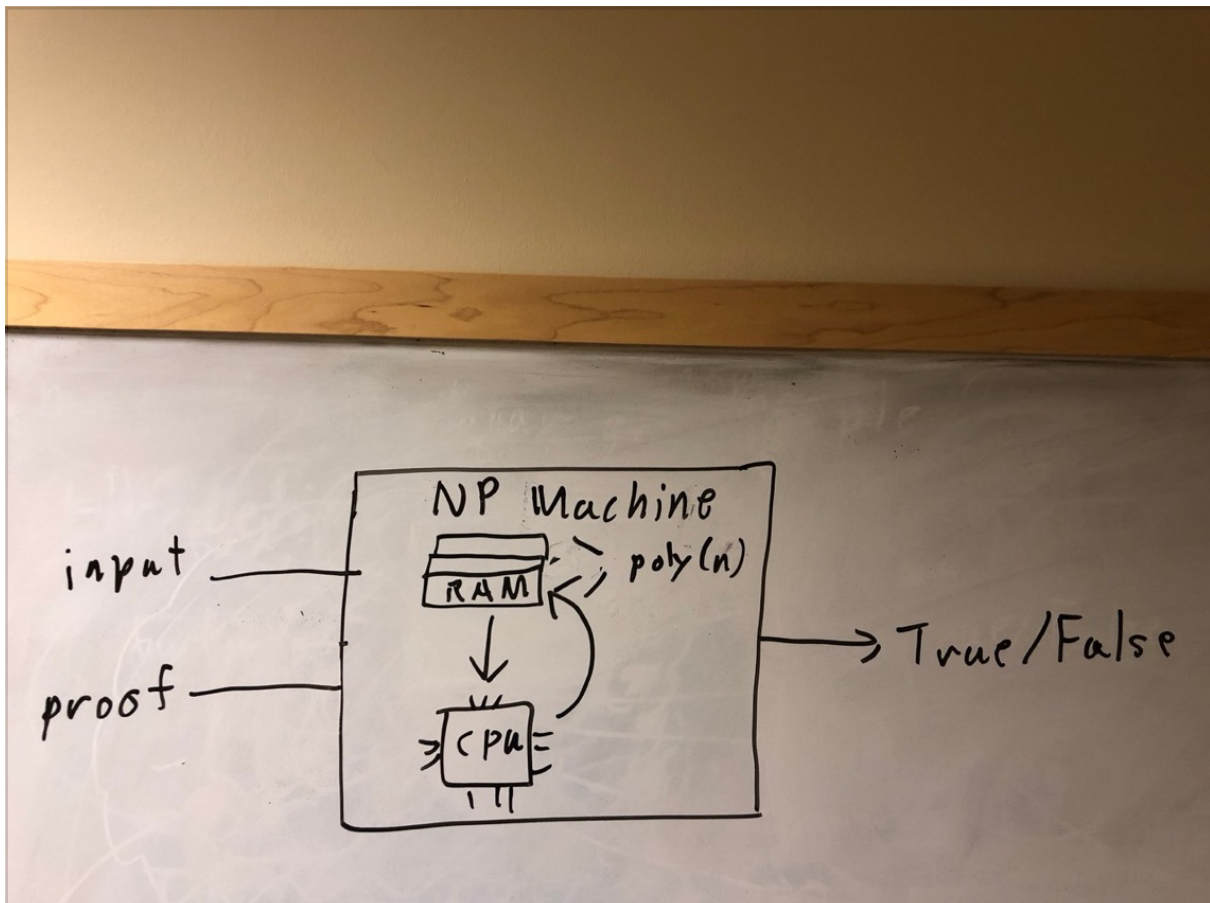 NP Machine
input
RAM
poly(n)
proof
cpu
True/False